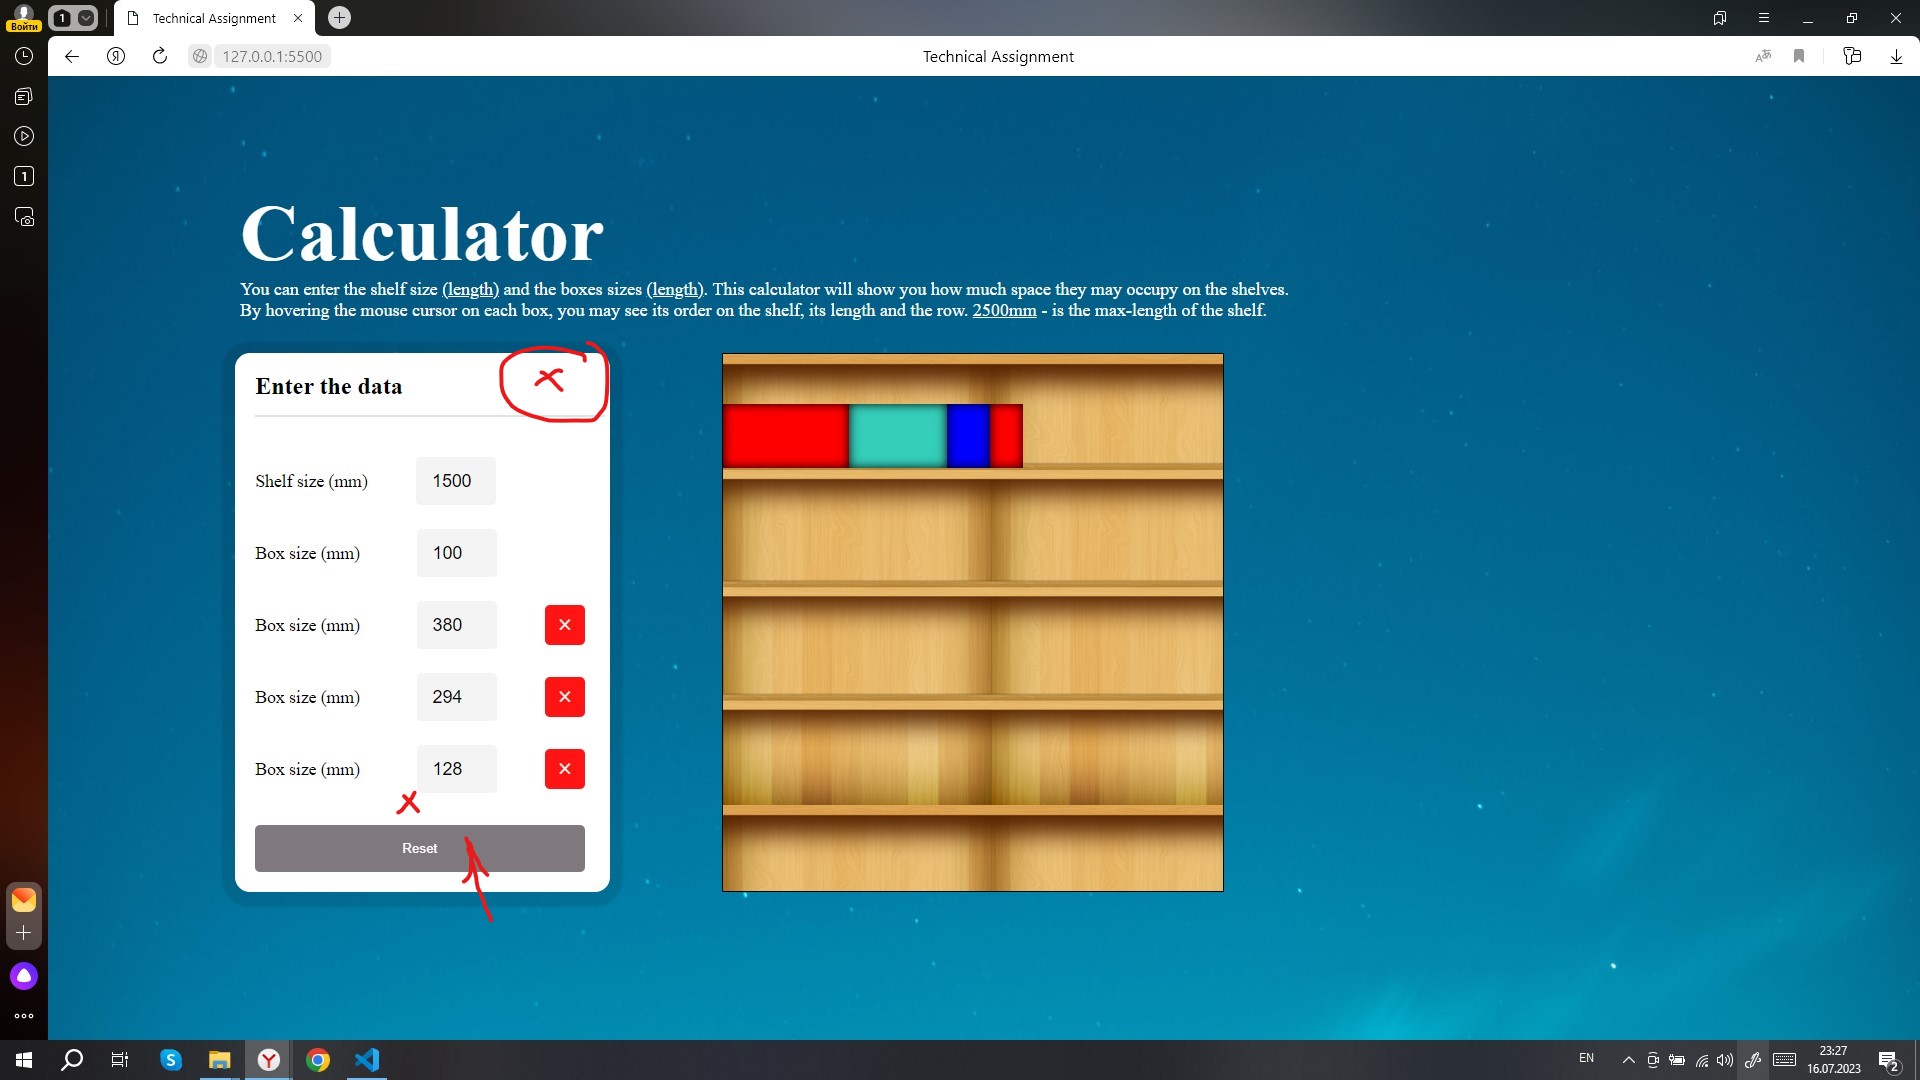 Войти
1
Technical Assignment
127.0.0.1:5500
Technical Assignment
1
Calculator
You can enter the shelf size (length) and the boxes sizes (length). This calculator will show you how much space they may occupy on the shelves.
By hovering the mouse cursor on each box, you may see its order on the shelf, its length and the row. 2500mm - is the max-length of the shelf.
Enter the data
Shelf size (mm) 1500
Box size (mm) 100
Box size (mm) 380
Box size (mm) 294
Box size (mm) 128
Reset
EN
23:27
16.07.2023
2